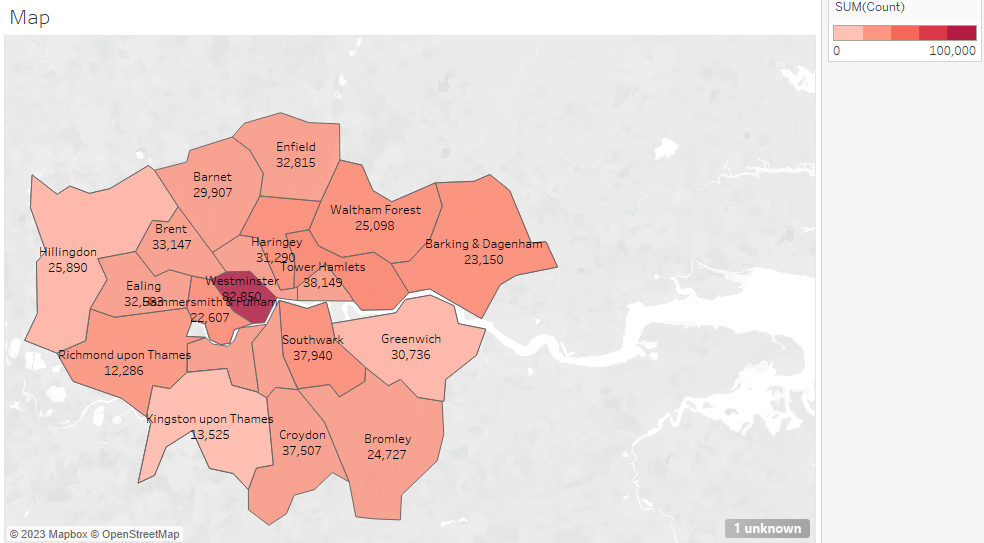 Map
SUM(Count)
0 100,000
Enfield
32,815
Barnet
29,907
Waltham Forest
25,098
Brent
33,147
Haringey
31,290
Barking & Dagenham
23,150
Hillingdon
25,890
Tower Hamlets
38,149
Westminster
82,850
Ealing
32,583
Hammersmith & Fulham
22,607
Southwark
37,940
Greenwich
30,736
Richmond upon Thames
12,286
Kingston upon Thames
13,525
Croydon
37,507
Bromley
24,727
1 unknown
© 2023 Mapbox © OpenStreetMap